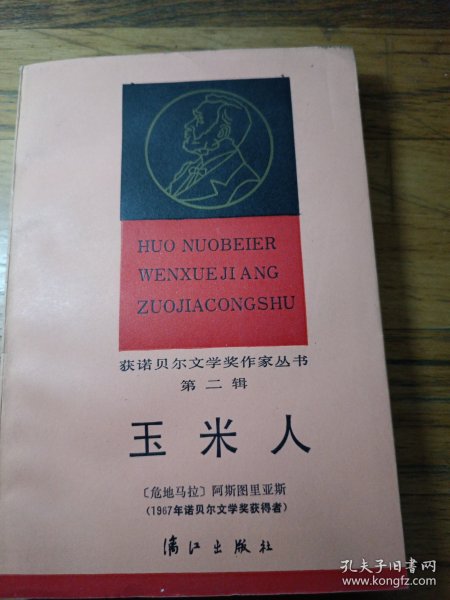 HUO NUOBEIER
WENXUEJIANG
ZUOJIACONGSHU
获诺贝尔文学奖作家丛书
第二辑
玉米人
〔危地马拉〕阿斯图里亚斯
（1967年诺贝尔文学奖获得者）
漓江出版社
孔夫子旧书网
www.kongfz.com